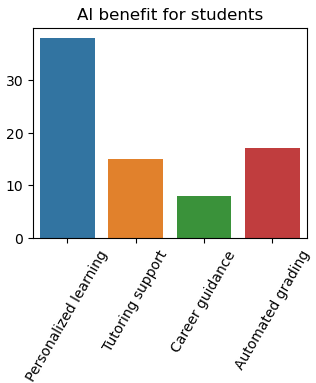 AI benefit for students
30
20
10
0
Personalized learning
Tutoring support
Career guidance
Automated grading